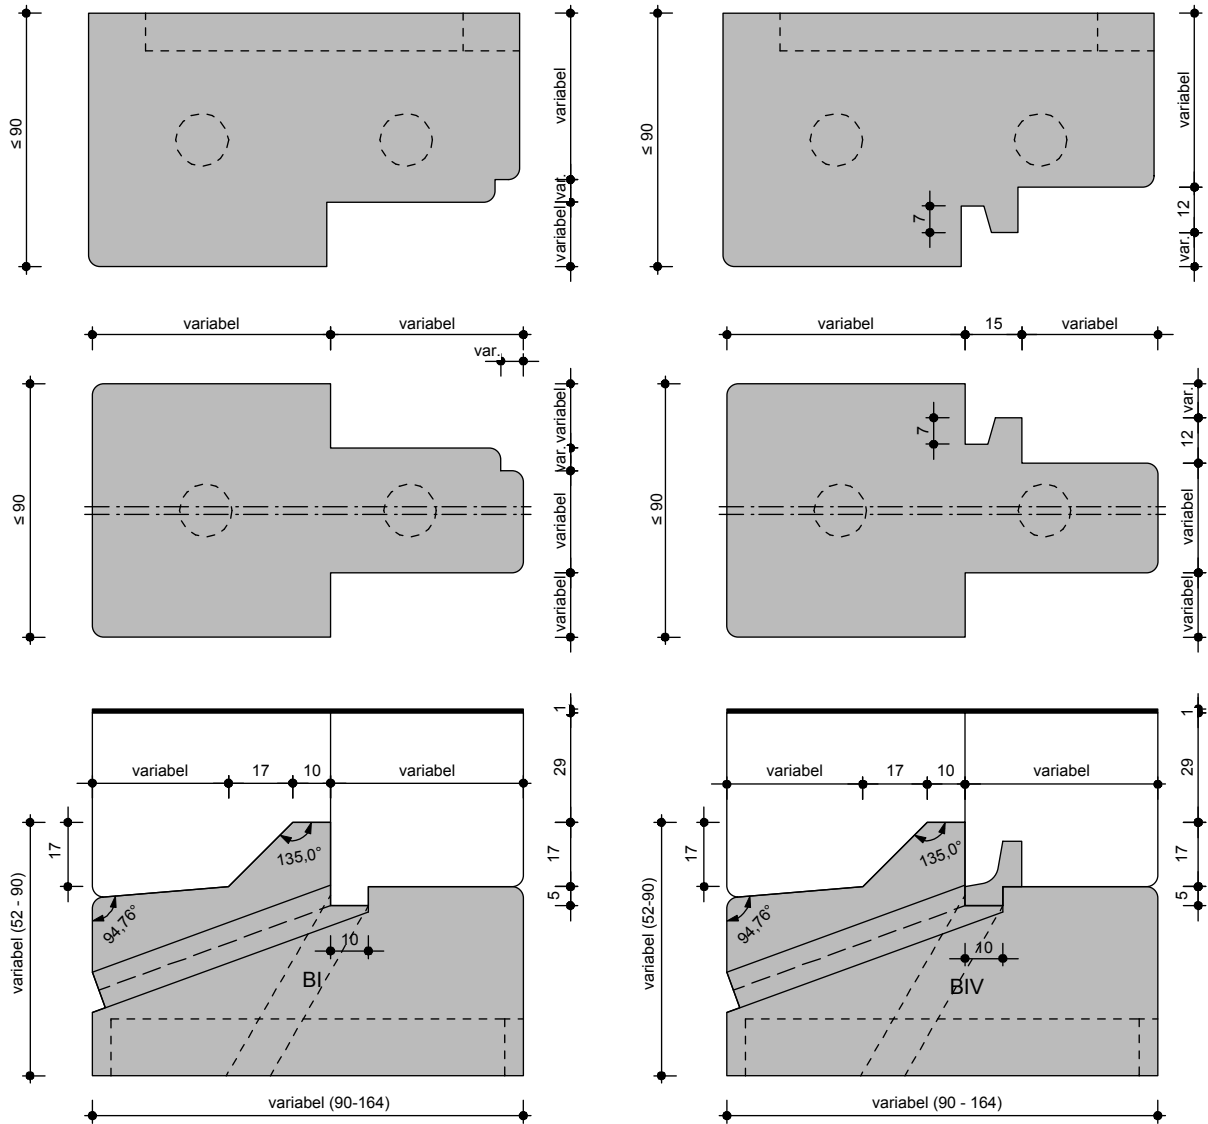 ≤ 90
variabel
var.
variabel
≤ 90
7
variabel
12
var.
variabel
variabel
var.
variabel
15
variabel
≤ 90
variabel
var.
variabel
variabel
≤ 90
7
var.
12
variabel
variabel
1
29
17
5
variabel
17
10
variabel
17
135,0°
94,76°
variabel (52 - 90)
10
BI
variabel (90-164)
1
29
17
5
variabel
17
10
variabel
17
135,0°
94,76°
variabel (52-90)
10
BIV
variabel (90 - 164)